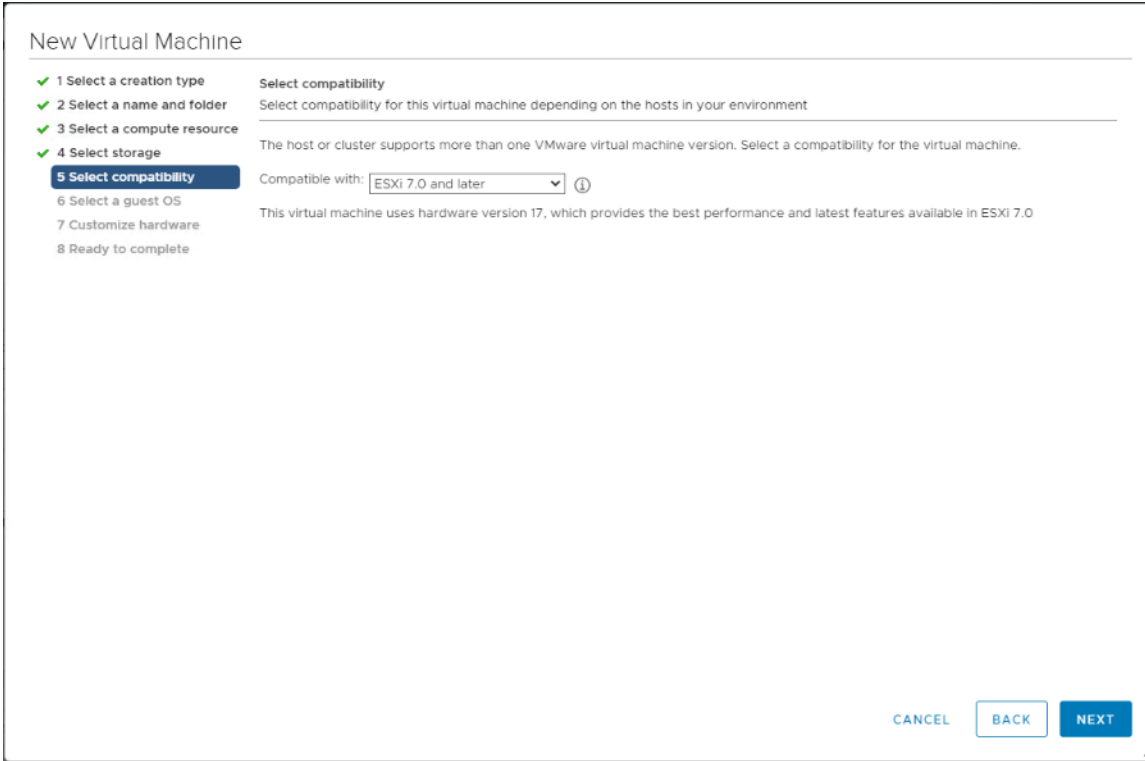 New Virtual Machine
1 Select a creation type
2 Select a name and folder
3 Select a compute resource
4 Select storage
5 Select compatibility
6 Select a guest OS
7 Customize hardware
8 Ready to complete
Select compatibility
Select compatibility for this virtual machine depending on the hosts in your environment
The host or cluster supports more than one VMware virtual machine version. Select a compatibility for the virtual machine.
Compatible with: ESXi 7.0 and later
This virtual machine uses hardware version 17, which provides the best performance and latest features available in ESXi 7.0
CANCEL BACK NEXT